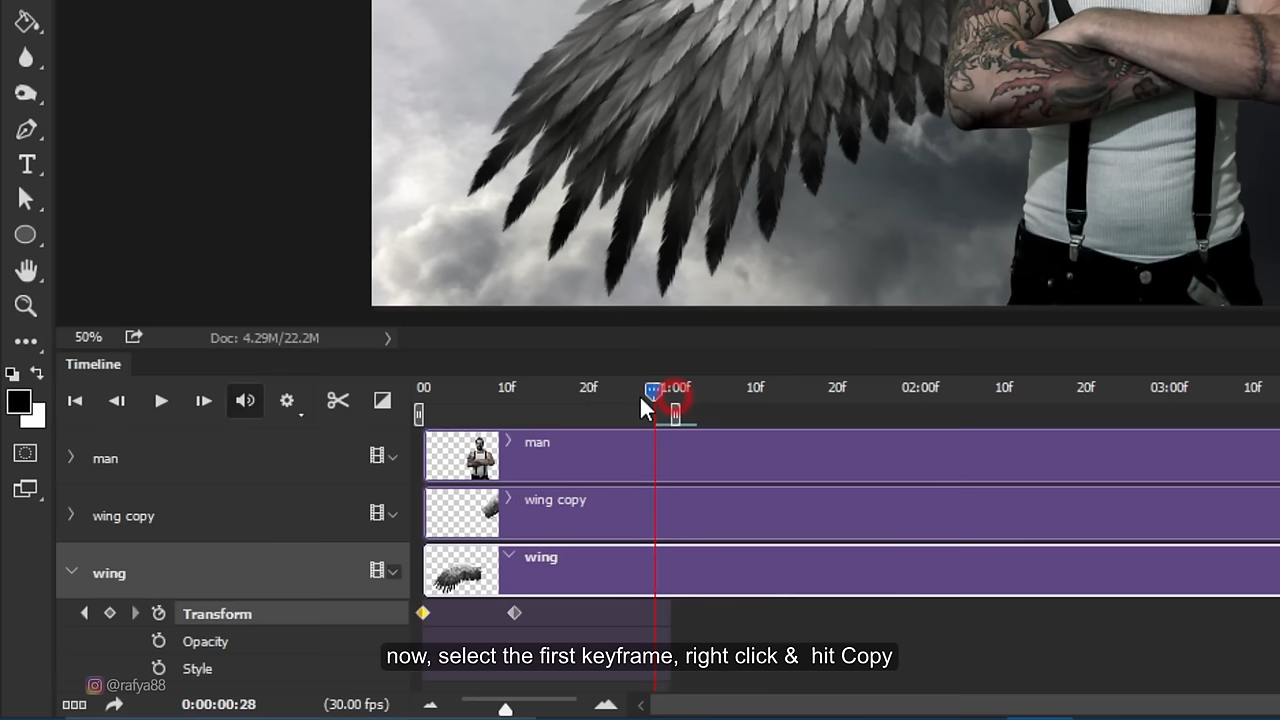 50%
Doc: 4.29M/22.2M
Timeline
00 10f 20f 1:00f 10f 20f 02:00f 10f 20f 03:00f 10f
man
man
wing copy
wing copy
wing
wing
Transform
now, select the first keyframe, right click &  hit Copy
Opacity
Style
@rafya88
0:00:00:28
(30.00 fps)